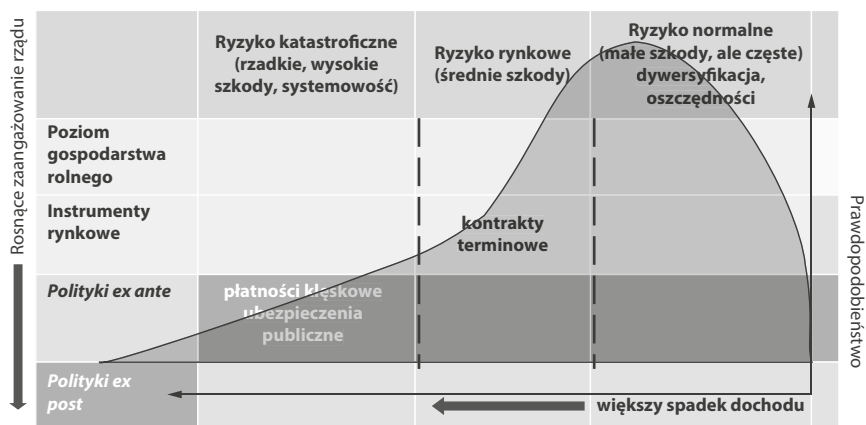 Rosnące zaangażowanie rządu
Ryzyko katastroficzne
(rzadkie, wysokie
szkody, systemowość)
Ryzyko rynkowe
(średnie szkody)
Ryzyko normalne
(małe szkody, ale częste)
dywersyfikacja,
oszczędności
Poziom
gospodarstwa
rolnego
Instrumenty
rynkowe
kontrakty
terminowe
Polityki ex ante
płatności klęskowe
ubezpieczenia
publiczne
Polityki ex
post
większy spadek dochodu
Prawdopodobieństwo